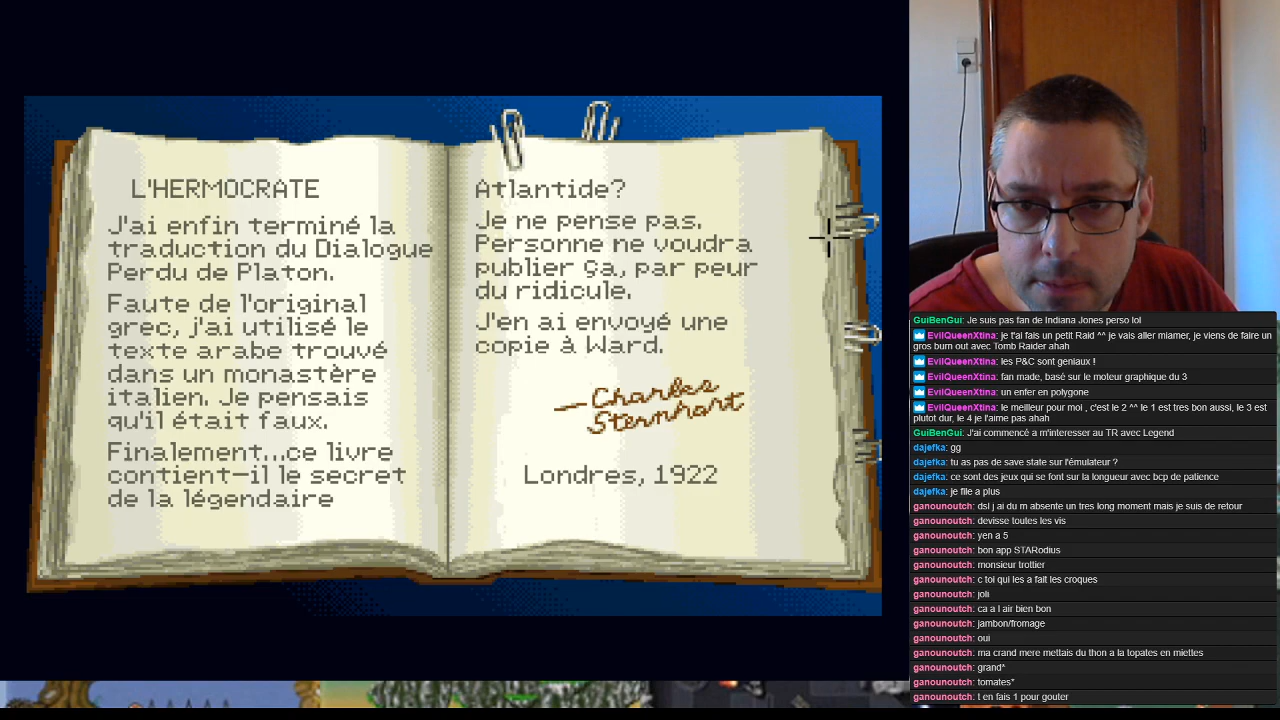 L'HERMOCRATE
J'ai enfin terminé la
traduction du Dialogue
Perdu de Platon.
Faute de l'original
grec, j'ai utilisé le
texte arabe trouvé
dans un monastère
italien. Je pensais
qu'il était faux.
Finalement...ce livre
contient-il le secret
de la légendaire
Atlantide?
Je ne pense pas.
Personne ne voudra
publier ça, par peur
du ridicule.
J'en ai envoyé une
copie à Ward.
—Charles
Sternhart
Londres, 1922
GuiBenGui: Je suis pas fan de Indiana Jones perso lol
EvilQueenXtina: je t'ai fais un petit Raid ^^ je vais aller miamer, je viens de faire un
gros burn out avec Tomb Raider ahah
EvilQueenXtina: les P&C sont geniaux !
EvilQueenXtina: fan made, basé sur le moteur graphique du 3
EvilQueenXtina: un enfer en polygone
EvilQueenXtina: le meilleur pour moi , c'est le 2 ^^ le 1 est tres bon aussi, le 3 est
plutot dur, le 4 je l'aime pas ahah
GuiBenGui: J'ai commencé a m'interesser au TR avec Legend
dajefka: gg
dajefka: tu as pas de save state sur l'émulateur ?
dajefka: ce sont des jeux qui se font sur la longueur avec bcp de patience
dajefka: je file a plus
ganounoutch: dsl j ai du m absente un tres long moment mais je suis de retour
ganounoutch: devisse toutes les vis
ganounoutch: yen a 5
ganounoutch: bon app STARodius
ganounoutch: monsieur trottier
ganounoutch: c toi qui les a fait les croques
ganounoutch: joli
ganounoutch: ca a l air bien bon
ganounoutch: jambon/fromage
ganounoutch: oui
ganounoutch: ma crand mere mettais du thon a la topates en miettes
ganounoutch: grand*
ganounoutch: tomates*
ganounoutch: t en fais 1 pour gouter